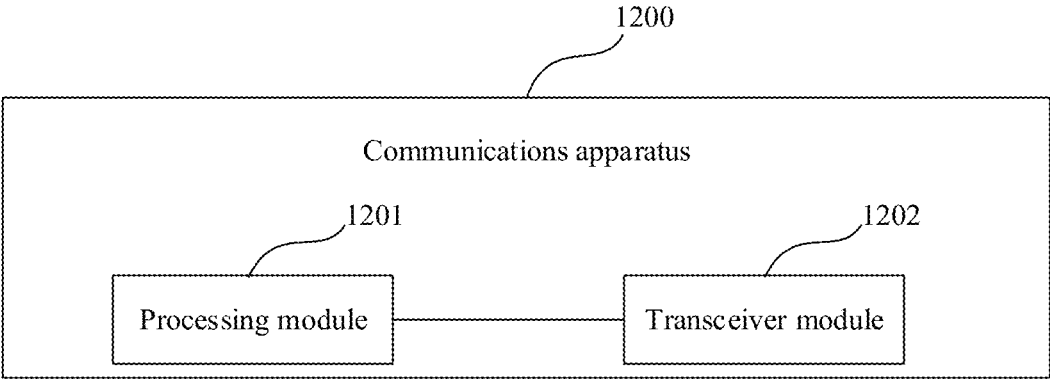 1200
Communications apparatus
1201
1202
Processing module
Transceiver module